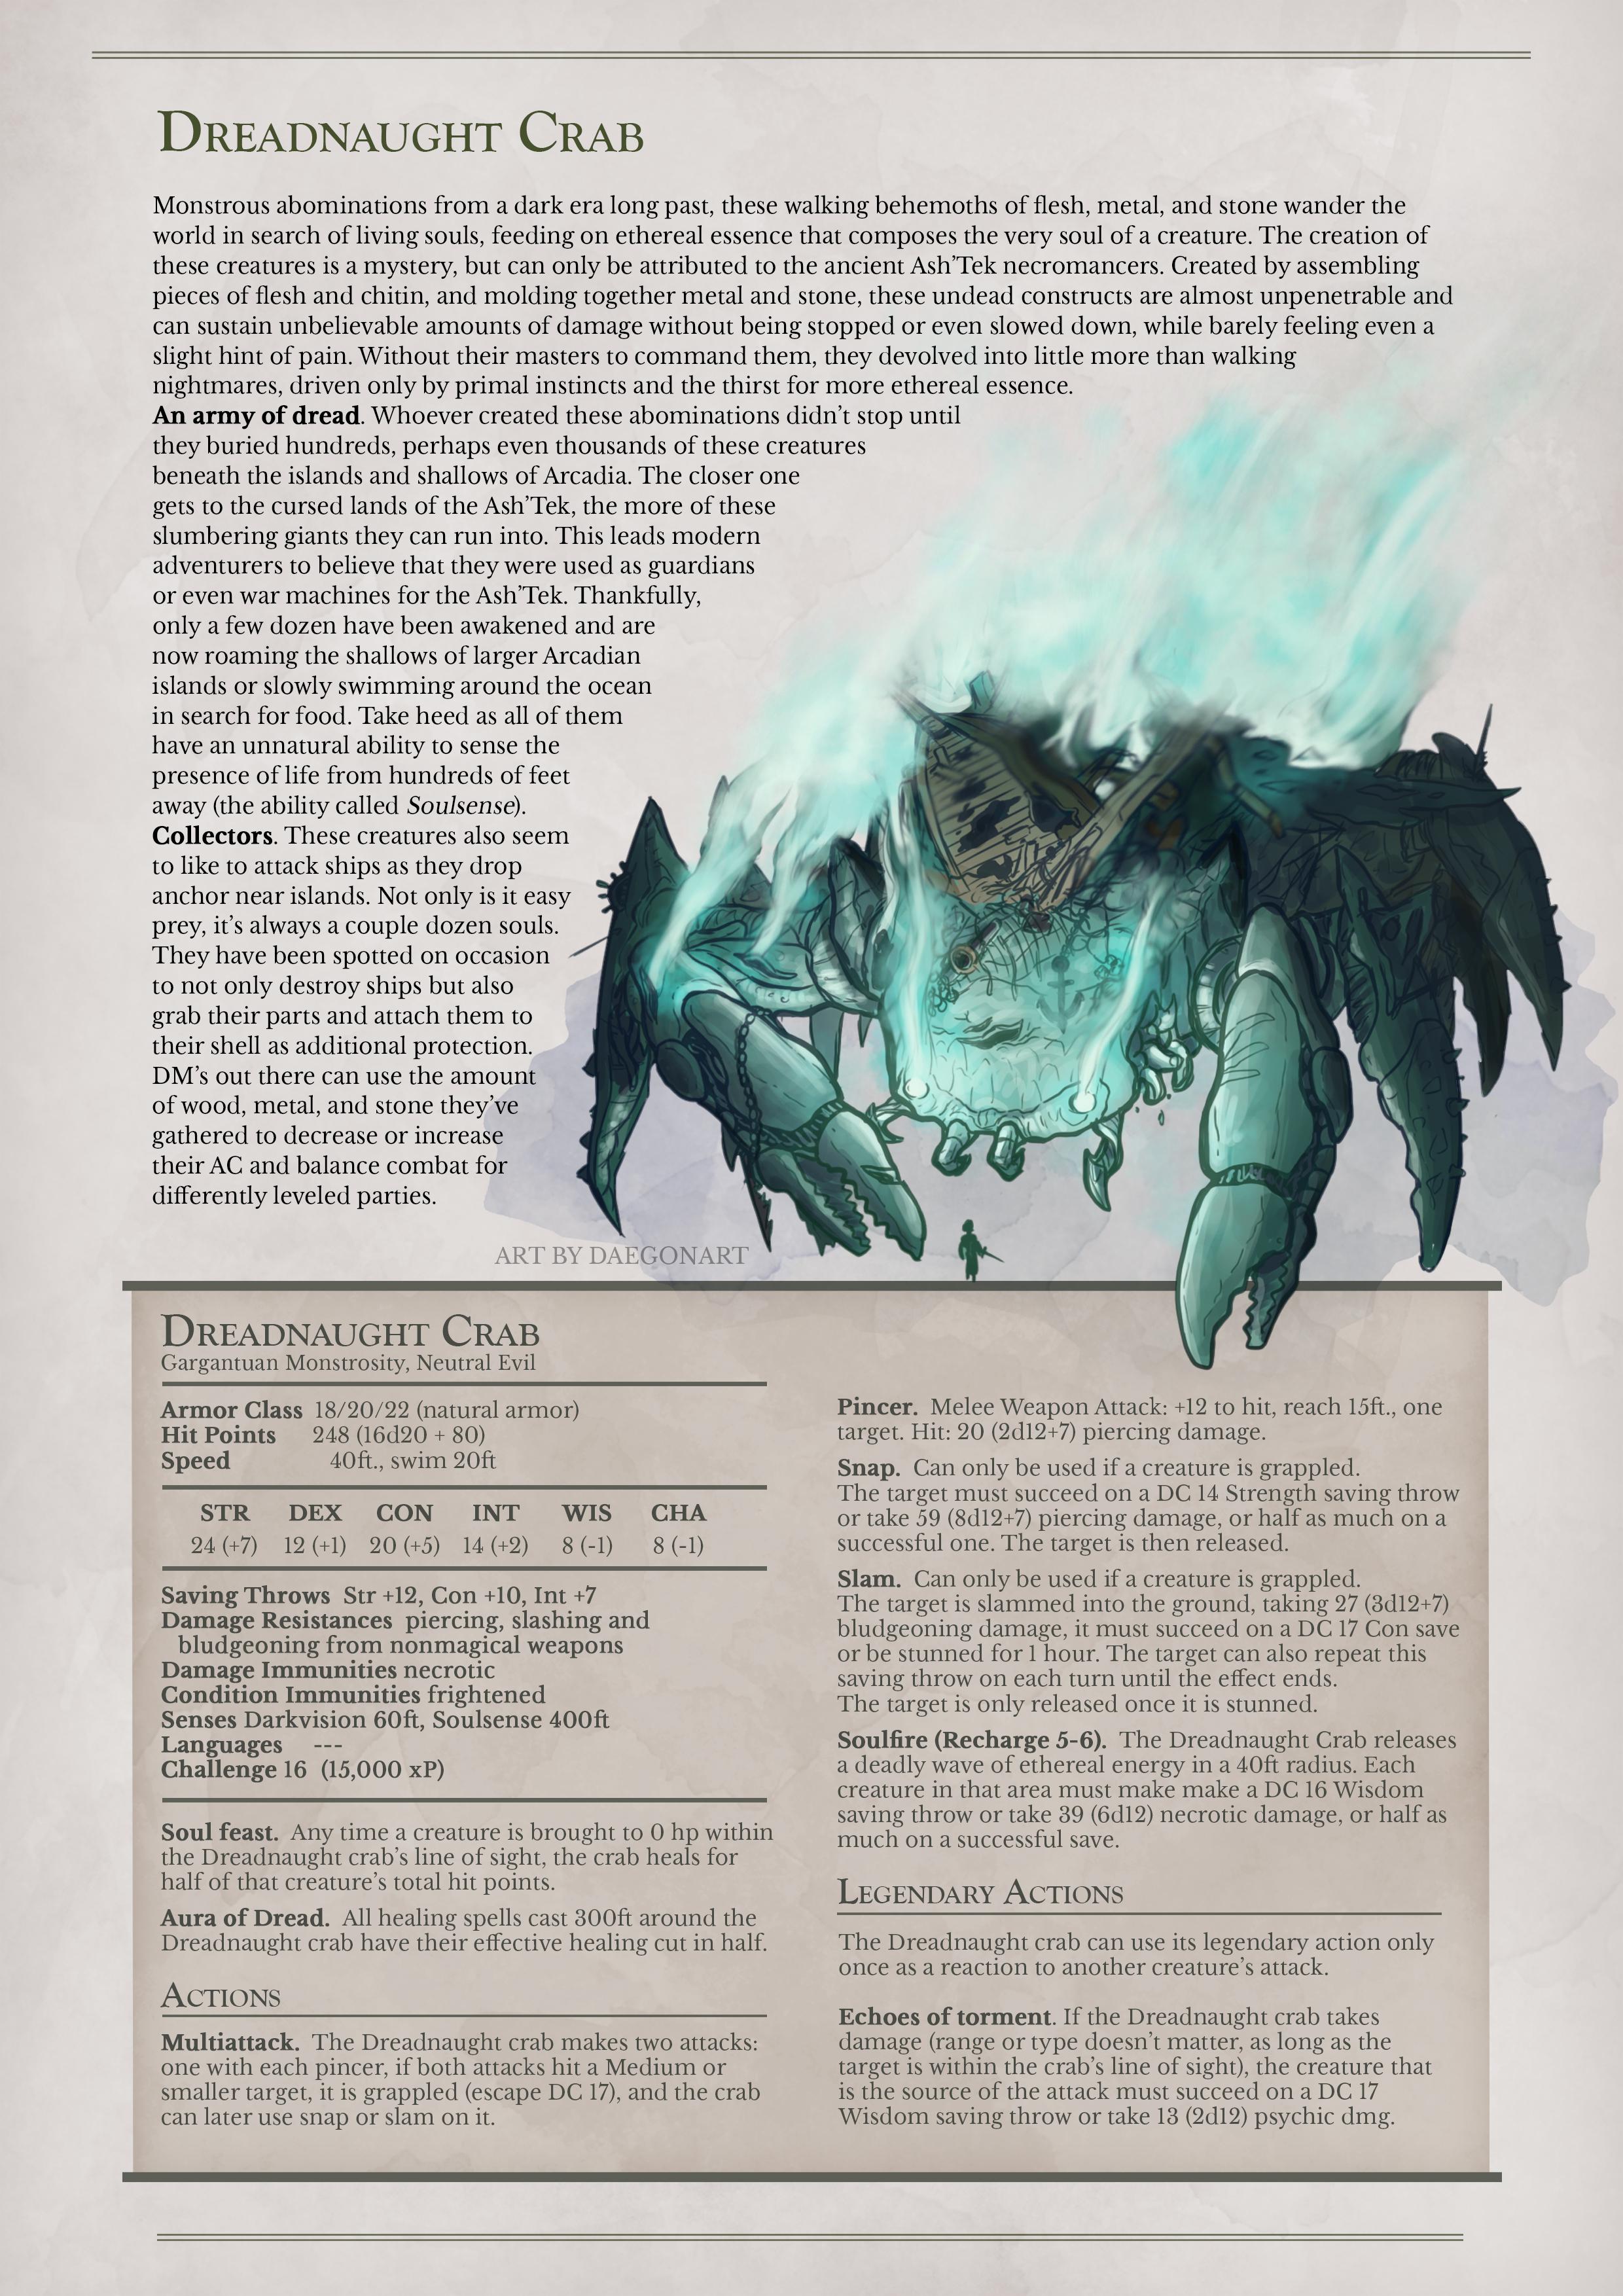 Dreadnaught Crab
Monstrous abominations from a dark era long past, these walking behemoths of flesh, metal, and stone wander the
world in search of living souls, feeding on ethereal essence that composes the very soul of a creature. The creation of
these creatures is a mystery, but can only be attributed to the ancient Ash'Tek necromancers. Created by assembling
pieces of flesh and chitin, and molding together metal and stone, these undead constructs are almost unpenetrable and
can sustain unbelievable amounts of damage without being stopped or even slowed down, while barely feeling even a
slight hint of pain. Without their masters to command them, they devolved into little more than walking
nightmares, driven only by primal instincts and the thirst for more ethereal essence.
An army of dread. Whoever created these abominations didn't stop until
they buried hundreds, perhaps even thousands of these creatures
beneath the islands and shallows of Arcadia. The closer one
gets to the cursed lands of the Ash'Tek, the more of these
slumbering giants they can run into. This leads modern
adventurers to believe that they were used as guardians
or even war machines for the Ash'Tek. Thankfully,
only a few dozen have been awakened and are
now roaming the shallows of larger Arcadian
islands or slowly swimming around the ocean
in search for food. Take heed as all of them
have an unnatural ability to sense the
presence of life from hundreds of feet
away (the ability called Soulsense).
Collectors. These creatures also seem
to like to attack ships as they drop
anchor near islands. Not only is it easy
prey, it's always a couple dozen souls.
They have been spotted on occasion
to not only destroy ships but also
grab their parts and attach them to
their shell as additional protection.
DM's out there can use the amount
of wood, metal, and stone they've
gathered to decrease or increase
their AC and balance combat for
differently leveled parties.
ART BY DAEGONART
Dreadnaught Crab
Gargantuan Monstrosity, Neutral Evil
Armor Class 18/20/22 (natural armor)
Hit Points 248 (16d20 + 80)
Speed 40ft., swim 20ft
STR DEX CON INT WIS CHA
24 (+7) 12 (+1) 20 (+5) 14 (+2) 8 (-1) 8 (-1)
Saving Throws Str +12, Con +10, Int +7
Damage Resistances piercing, slashing and
bludgeoning from nonmagical weapons
Damage Immunities necrotic
Condition Immunities frightened
Senses Darkvision 60ft, Soulsense 400ft
Languages ---
Challenge 16 (15,000 xP)
Soul feast. Any time a creature is brought to 0 hp within
the Dreadnaught crab's line of sight, the crab heals for
half of that creature's total hit points.
Aura of Dread. All healing spells cast 300ft around the
Dreadnaught crab have their effective healing cut in half.
Actions
Multiattack. The Dreadnaught crab makes two attacks:
one with each pincer, if both attacks hit a Medium or
smaller target, it is grappled (escape DC 17), and the crab
can later use snap or slam on it.
Pincer. Melee Weapon Attack: +12 to hit, reach 15ft., one
target. Hit: 20 (2d12+7) piercing damage.
Snap. Can only be used if a creature is grappled.
The target must succeed on a DC 14 Strength saving throw
or take 59 (8d12+7) piercing damage, or half as much on a
successful one. The target is then released.
Slam. Can only be used if a creature is grappled.
The target is slammed into the ground, taking 27 (3d12+7)
bludgeoning damage, it must succeed on a DC 17 Con save
or be stunned for 1 hour. The target can also repeat this
saving throw on each turn until the effect ends.
The target is only released once it is stunned.
Soulfire (Recharge 5-6). The Dreadnaught Crab releases
a deadly wave of ethereal energy in a 40ft radius. Each
creature in that area must make make a DC 16 Wisdom
saving throw or take 39 (6d12) necrotic damage, or half as
much on a successful save.
Legendary Actions
The Dreadnaught crab can use its legendary action only
once as a reaction to another creature's attack.
Echoes of torment. If the Dreadnaught crab takes
damage (range or type doesn't matter, as long as the
target is within the crab's line of sight), the creature that
is the source of the attack must succeed on a DC 17
Wisdom saving throw or take 13 (2d12) psychic dmg.